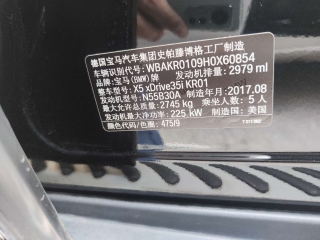 德国宝马汽车集团史帕滕博格工厂制造
车辆识别代号: WBAKR0109H0X60854
品牌: 宝马(BMW)牌 发动机排量: 2979 ml
整车型号: X5 xDrive35i KR01
发动机型号: N55B30A 制造年月: 2017.08
最大允许总质量: 2745 kg 乘坐人数: 5 人
发动机最大净功率: 225 kW 制造国: 美国
颜色代码/色阶: 475/9